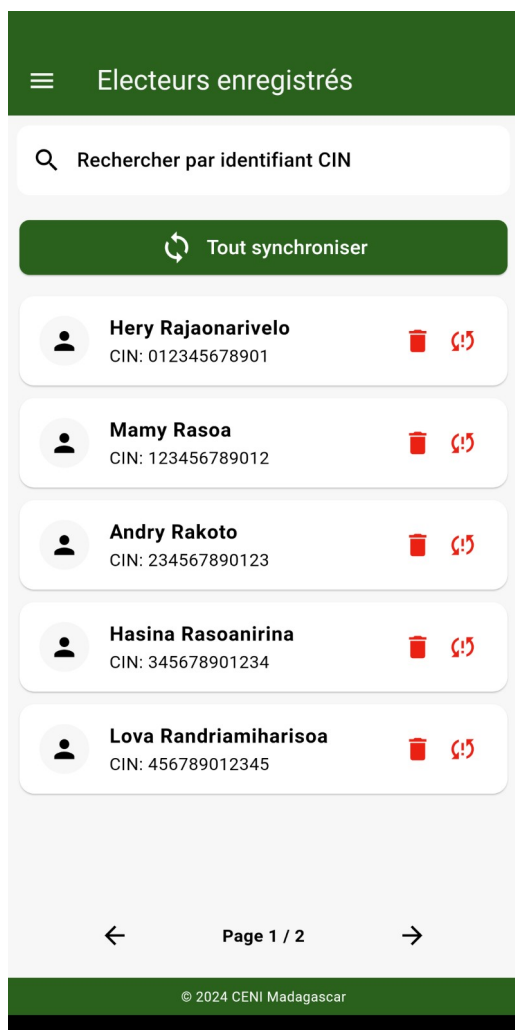 Electeurs enregistrés
Rechercher par identifiant CIN
Tout synchroniser
Hery Rajaonarivelo
CIN: 012345678901
Mamy Rasoa
CIN: 123456789012
Andry Rakoto
CIN: 234567890123
Hasina Rasoanirina
CIN: 345678901234
Lova Randriamiharisoa
CIN: 456789012345
Page 1 / 2
© 2024 CENI Madagascar